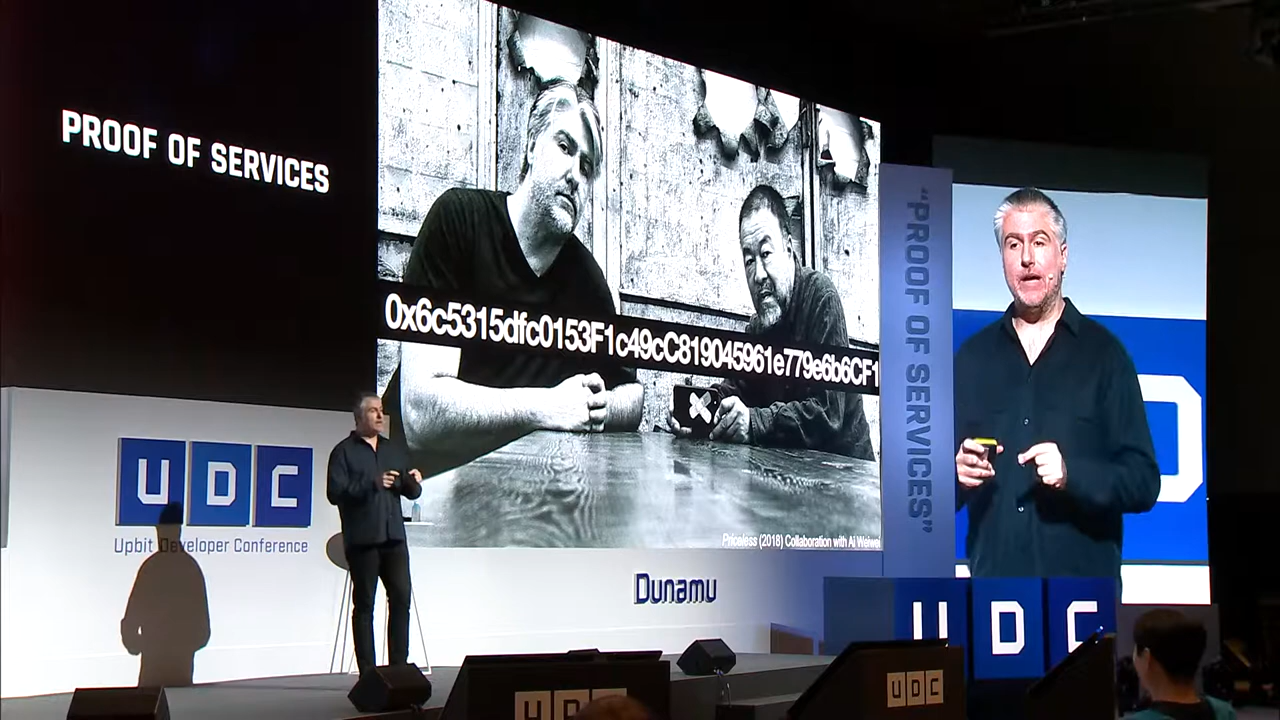 PROOF OF SERVICES
0x6c5315dfc0153F1c49cC819045961e779e6b6CF1
Priceless (2018) Collaboration with Ai Weiwei
"PROOF OF SERVICES"
UDC
Upbit Developer Conference
Dunamu
UDC
UDC
UDC